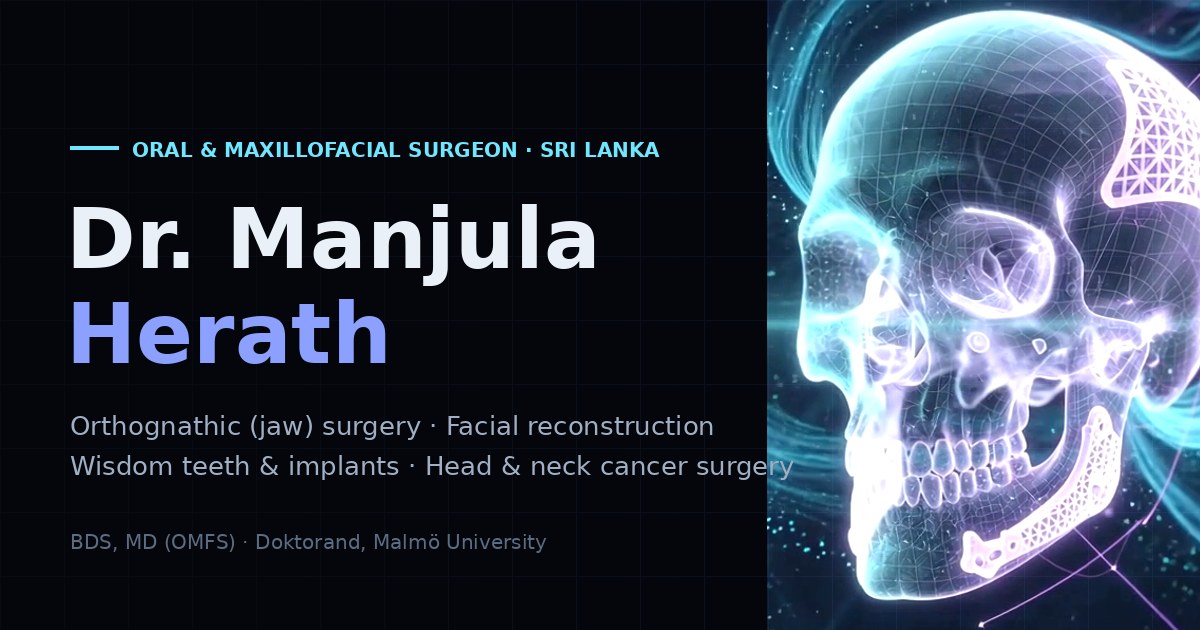 ORAL & MAXILLOFACIAL SURGEON · SRI LANKA
Dr. Manjula
Herath
Orthognathic (jaw) surgery · Facial reconstruction
Wisdom teeth & implants · Head & neck cancer surgery
BDS, MD (OMFS) · Doktorand, Malmö University